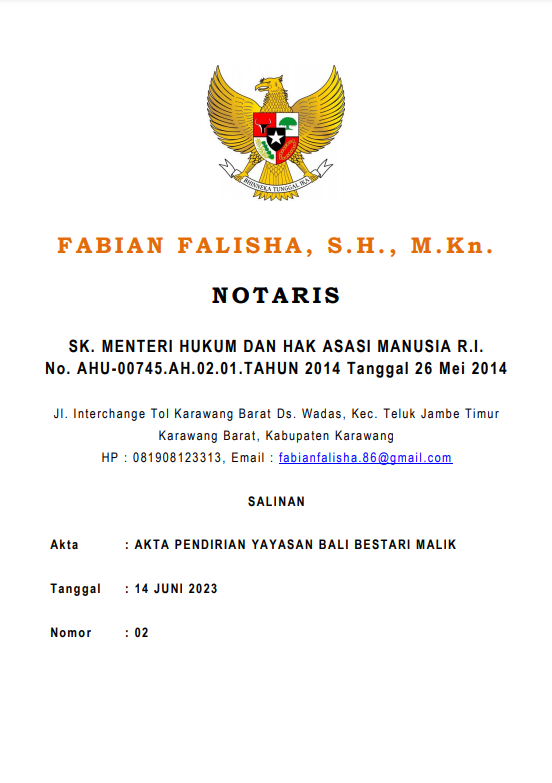 BHINNEKA TUNGGAL IKA
FABIAN FALISHA, S.H., M.Kn.
NOTARIS
SK. MENTERI HUKUM DAN HAK ASASI MANUSIA R.I.
No. AHU-00745.AH.02.01.TAHUN 2014 Tanggal 26 Mei 2014
Jl. Interchange Tol Karawang Barat Ds. Wadas, Kec. Teluk Jambe Timur
Karawang Barat, Kabupaten Karawang
HP : 081908123313, Email : fabianfalisha.86@gmail.com
SALINAN
Akta : AKTA PENDIRIAN YAYASAN BALI BESTARI MALIK
Tanggal : 14 JUNI 2023
Nomor : 02